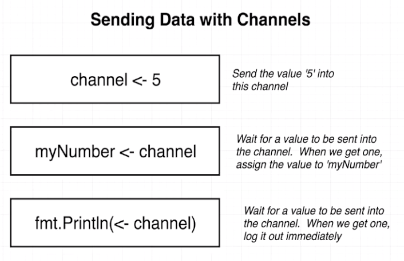 Sending Data with Channels
channel <- 5
Send the value '5' into
this channel
myNumber <- channel
Wait for a value to be sent into
the channel.  When we get one,
assign the value to 'myNumber'
fmt.Println(<- channel)
Wait for a value to be sent into
the channel.  When we get one,
log it out immediately